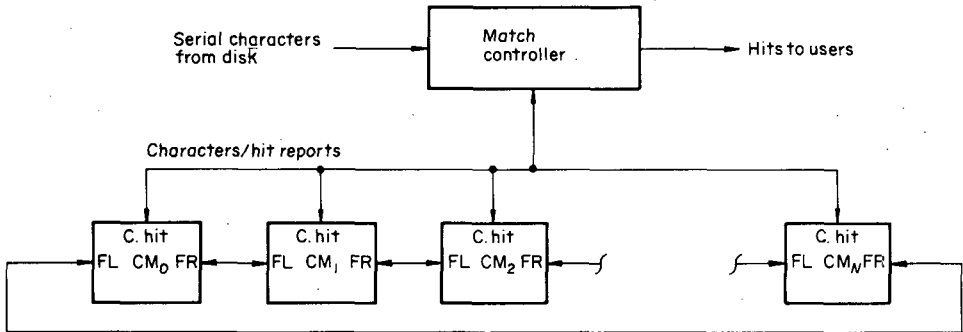 Serial characters
from disk
Match
controller
Hits to users
Characters/hit reports
C. hit
FL CM₀ FR
C. hit
FL CM₁ FR
C. hit
FL CM₂ FR
C. hit
FL CM_N FR